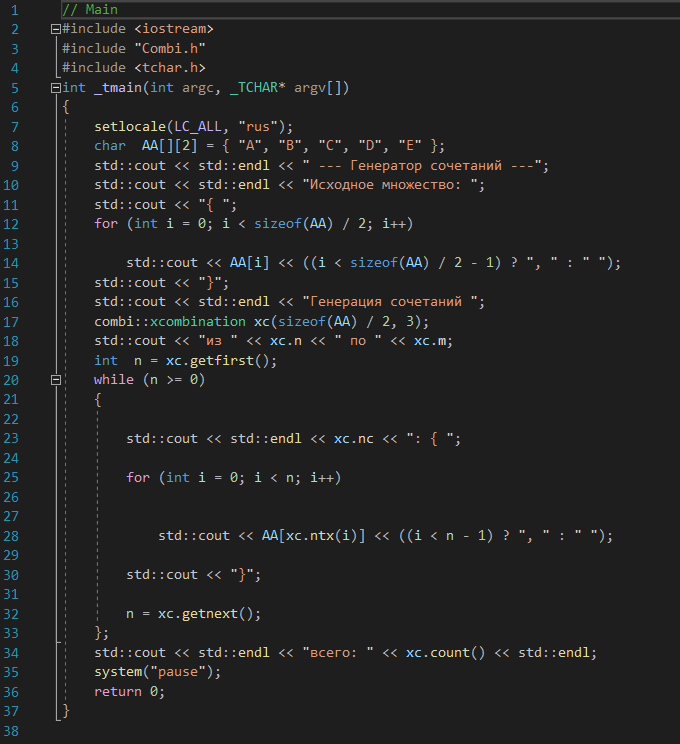 1 // Main
2 #include <iostream>
3 #include "Combi.h"
4 #include <tchar.h>
5 int _tmain(int argc, _TCHAR* argv[])
6 {
7     setlocale(LC_ALL, "rus");
8     char  AA[][2] = { "A", "B", "C", "D", "E" };
9     std::cout << std::endl << " --- Генератор сочетаний ---";
10     std::cout << std::endl << "Исходное множество: ";
11     std::cout << "{ ";
12     for (int i = 0; i < sizeof(AA) / 2; i++)
13
14         std::cout << AA[i] << ((i < sizeof(AA) / 2 - 1) ? ", " : " ");
15     std::cout << "}";
16     std::cout << std::endl << "Генерация сочетаний ";
17     combi::xcombination xc(sizeof(AA) / 2, 3);
18     std::cout << "из " << xc.n << " по " << xc.m;
19     int  n = xc.getfirst();
20     while (n >= 0)
21     {
22
23         std::cout << std::endl << xc.nc << ": { ";
24
25         for (int i = 0; i < n; i++)
26
27
28             std::cout << AA[xc.ntx(i)] << ((i < n - 1) ? ", " : " ");
29
30         std::cout << "}";
31
32         n = xc.getnext();
33     };
34     std::cout << std::endl << "всего: " << xc.count() << std::endl;
35     system("pause");
36     return 0;
37 }
38